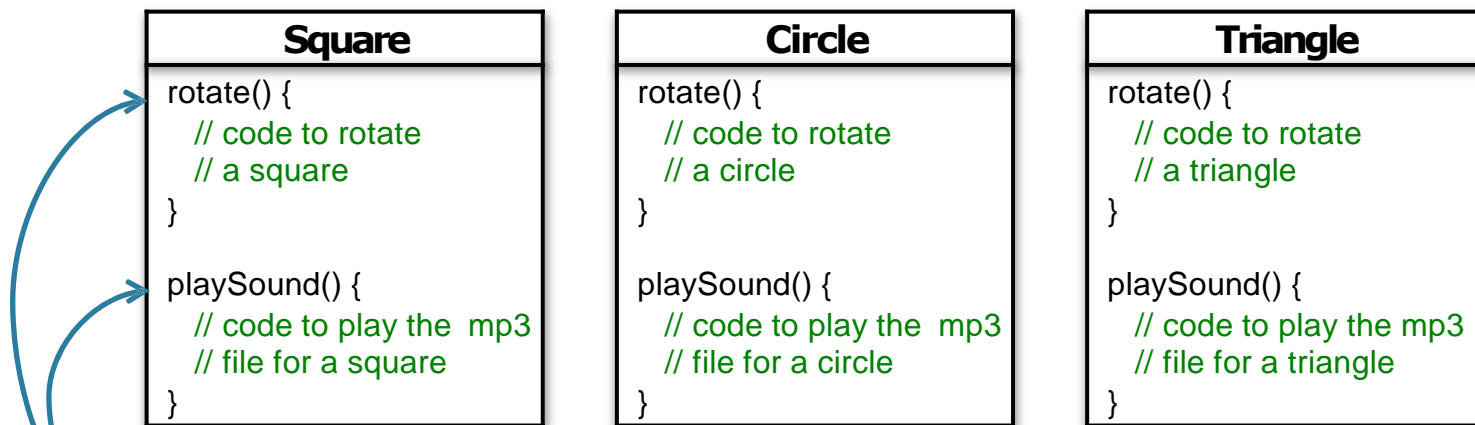 Square
rotate() {
// code to rotate
// a square
}
playSound() {
// code to play the  mp3
// file for a square
}
Circle
rotate() {
// code to rotate
// a circle
}
playSound() {
// code to play the  mp3
// file for a circle
}
Triangle
rotate() {
// code to rotate
// a triangle
}
playSound() {
// code to play the mp3
// file for a triangle
}